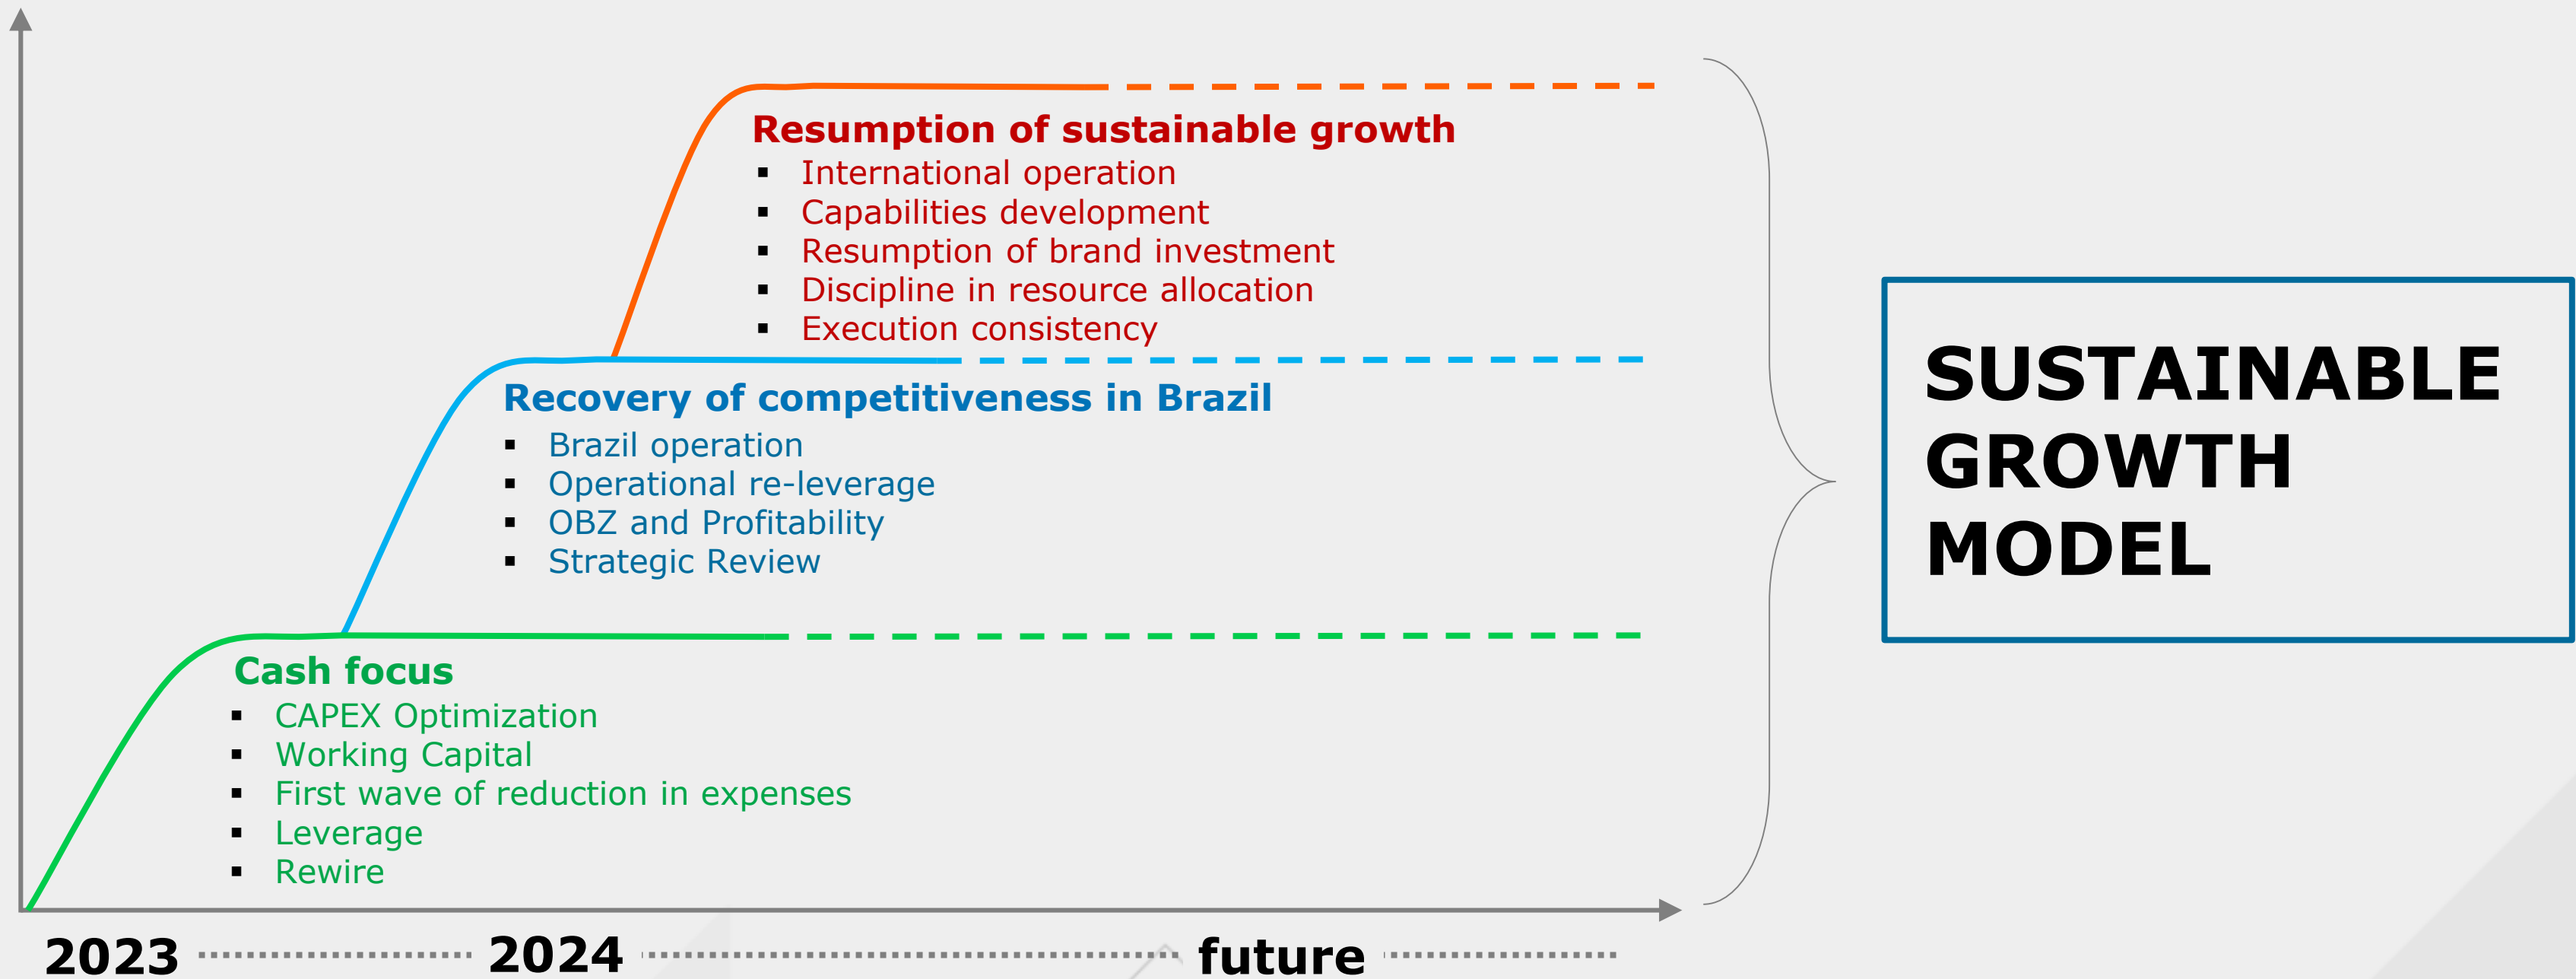 Resumption of sustainable growth
▪ International operation
▪ Capabilities development
▪ Resumption of brand investment
▪ Discipline in resource allocation
▪ Execution consistency
Recovery of competitiveness in Brazil
▪ Brazil operation
▪ Operational re-leverage
▪ OBZ and Profitability
▪ Strategic Review
Cash focus
▪ CAPEX Optimization
▪ Working Capital
▪ First wave of reduction in expenses
▪ Leverage
▪ Rewire
2023 2024 future
SUSTAINABLE
GROWTH
MODEL